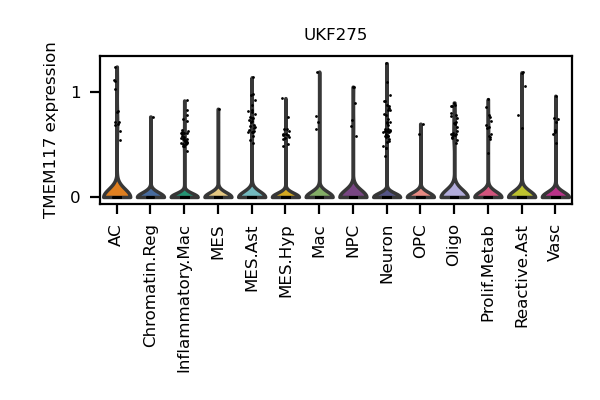 UKF275
TMEM117 expression
1
0
AC
Chromatin.Reg
Inflammatory.Mac
MES
MES.Ast
MES.Hyp
Mac
NPC
Neuron
OPC
Oligo
Prolif.Metab
Reactive.Ast
Vasc